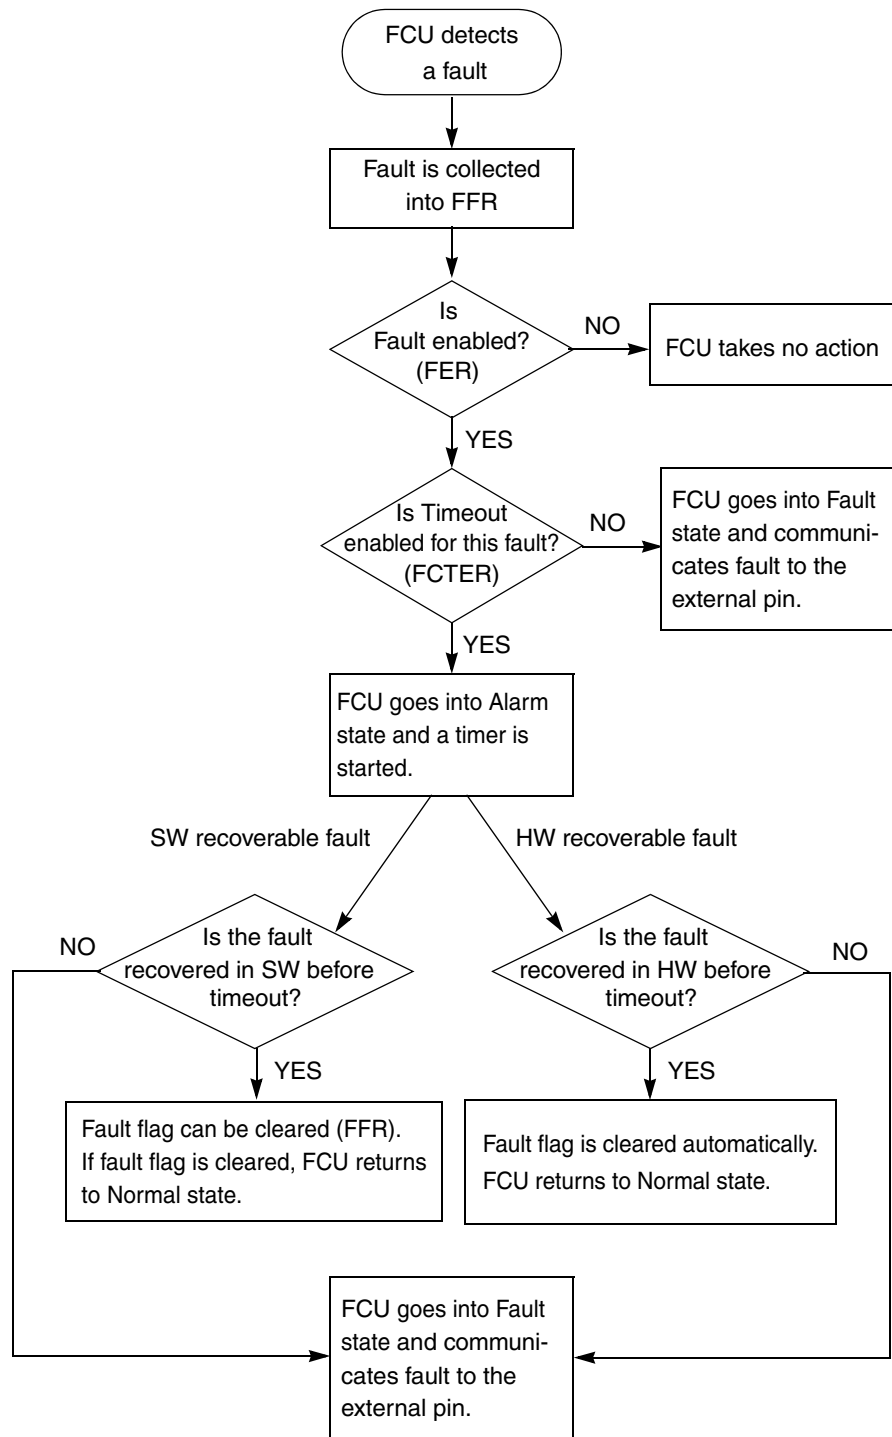 FCU detects
a fault
Fault is collected
into FFR
Is
Fault enabled?
(FER)
NO
FCU takes no action
YES
Is Timeout
enabled for this fault?
(FCTER)
NO
FCU goes into Fault
state and communi-
cates fault to the
external pin.
YES
FCU goes into Alarm
state and a timer is
started.
SW recoverable fault
HW recoverable fault
NO
Is the fault
recovered in SW before
timeout?
Is the fault
recovered in HW before
timeout?
NO
YES
YES
Fault flag can be cleared (FFR).
If fault flag is cleared, FCU returns
to Normal state.
Fault flag is cleared automatically.
FCU returns to Normal state.
FCU goes into Fault
state and communi-
cates fault to the
external pin.